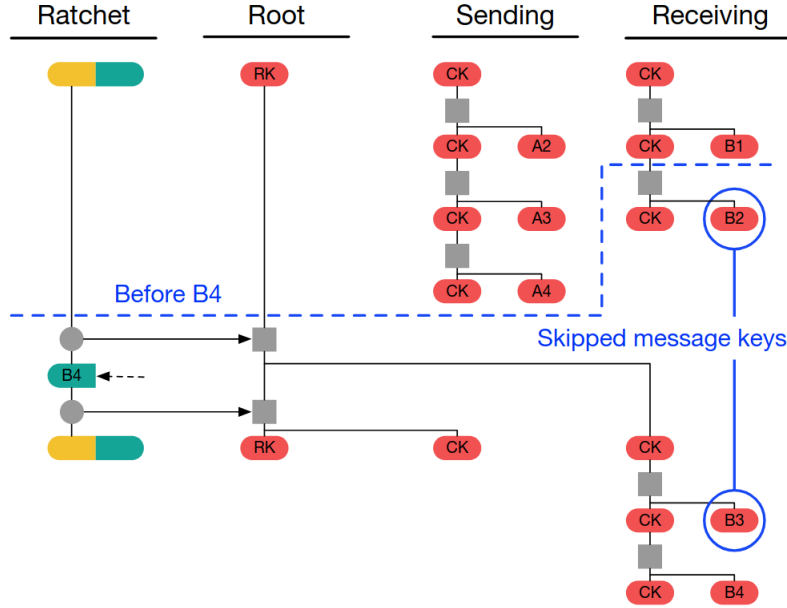 Ratchet Root Sending Receiving
RK CK CK
CK A2 CK B1
CK A3 CK B2
Before B4 CK A4
Skipped message keys
B4
RK CK CK
CK B3
CK B4